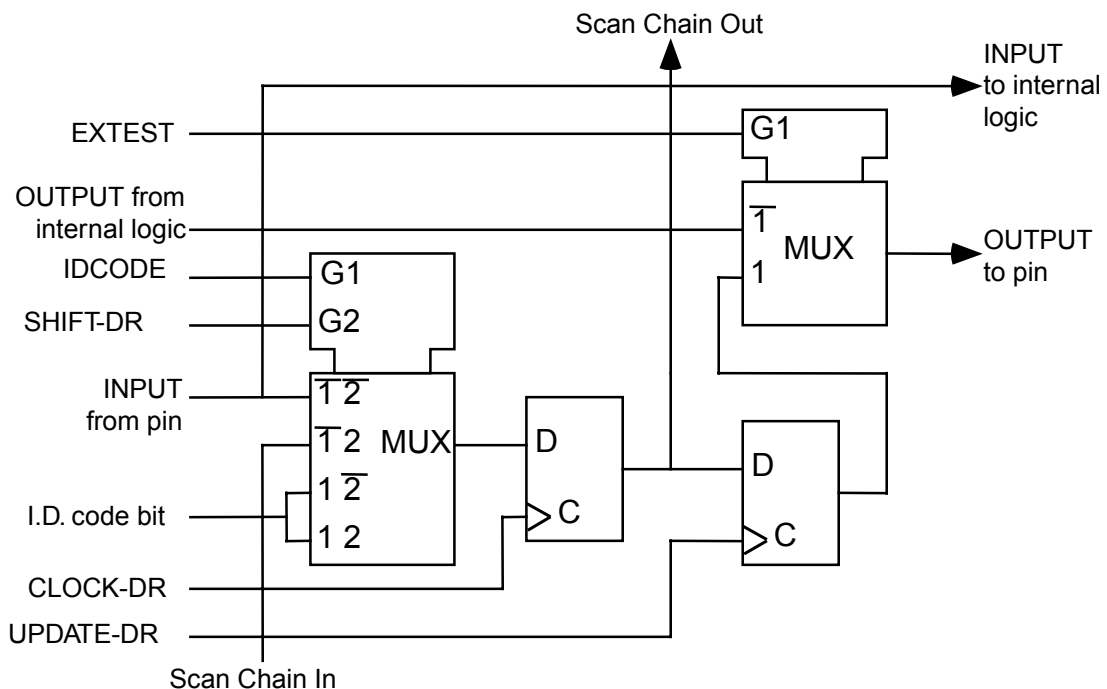 Scan Chain Out
INPUT
to internal
logic
EXTEST
G1
OUTPUT from
internal logic
1̅
MUX
1
OUTPUT
to pin
IDCODE
G1
SHIFT-DR
G2
INPUT
from pin
1̅ 2̅
1̅ 2
MUX
1 2̅
1 2
D
C
D
C
I.D. code bit
CLOCK-DR
UPDATE-DR
Scan Chain In